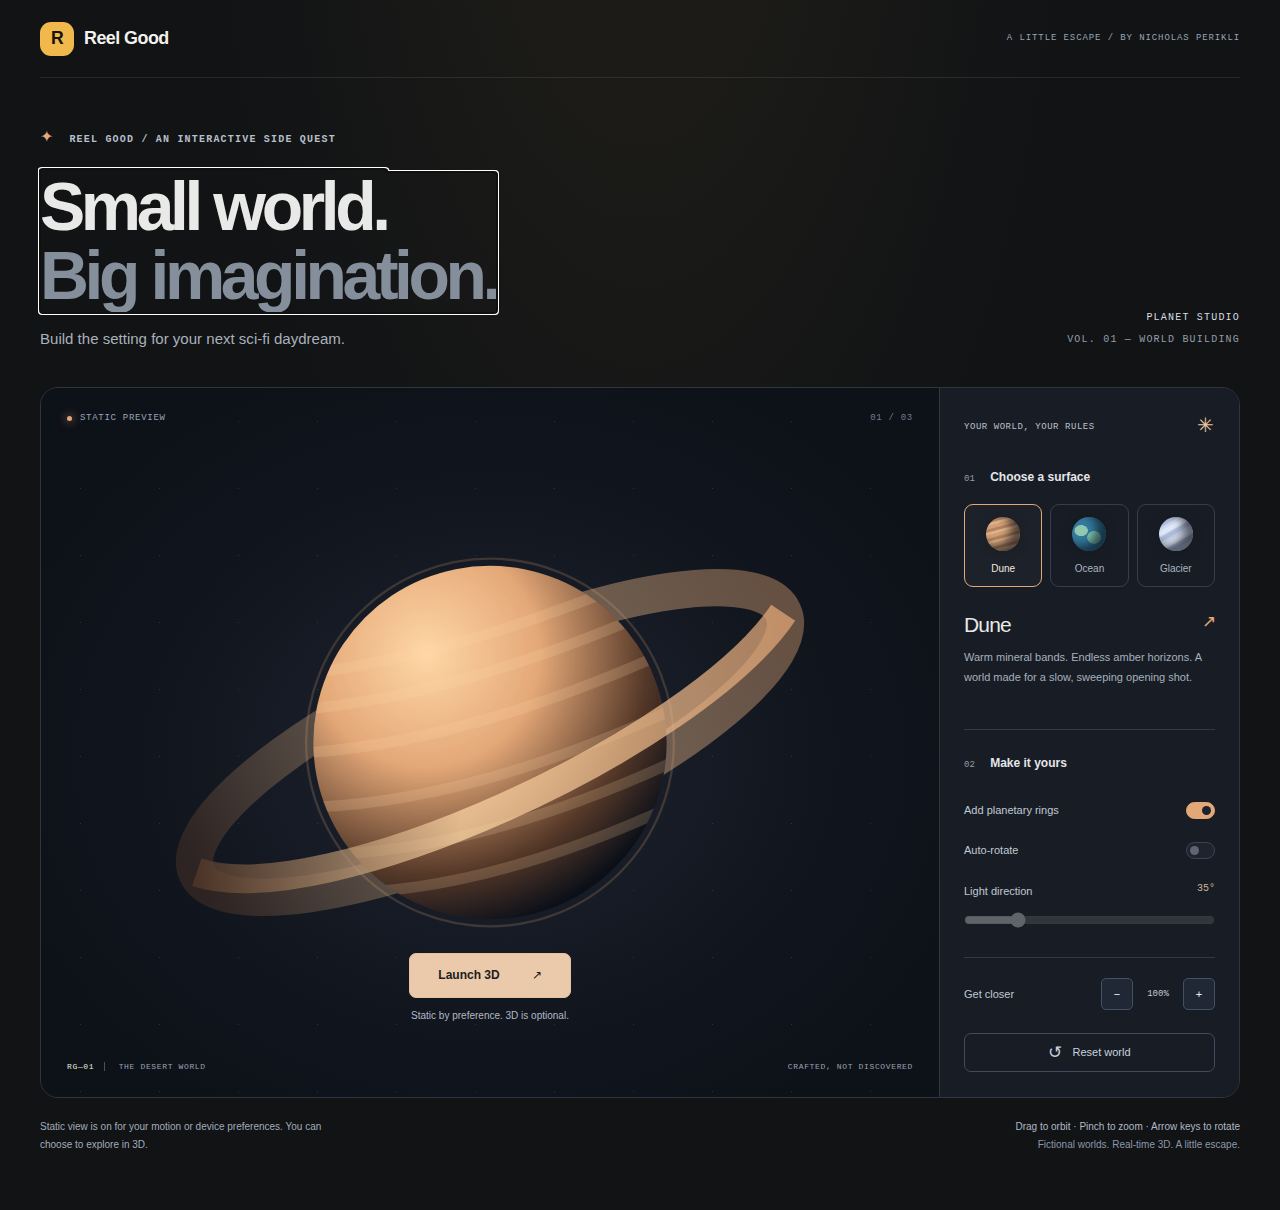 R Reel Good
A LITTLE ESCAPE / BY NICHOLAS PERIKLI
✦ REEL GOOD / AN INTERACTIVE SIDE QUEST
Small world.
Big imagination.
Build the setting for your next sci-fi daydream.
PLANET STUDIO
VOL. 01 — WORLD BUILDING
STATIC PREVIEW
01 / 03
Launch 3D ↗
Static by preference. 3D is optional.
RG—01 | THE DESERT WORLD
CRAFTED, NOT DISCOVERED
YOUR WORLD, YOUR RULES ✳
01 Choose a surface
Dune Ocean Glacier
Dune ↗
Warm mineral bands. Endless amber horizons. A
world made for a slow, sweeping opening shot.
02 Make it yours
Add planetary rings
Auto-rotate
Light direction 35°
Get closer − 100% +
↺ Reset world
Static view is on for your motion or device preferences. You can
choose to explore in 3D.
Drag to orbit · Pinch to zoom · Arrow keys to rotate
Fictional worlds. Real-time 3D. A little escape.